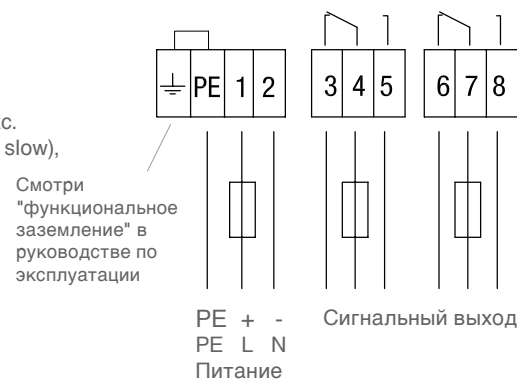 PE 1 2 3 4 5 6 7 8
кс.
slow),
Смотри
"функциональное
заземление" в
руководстве по
эксплуатации
PE + - Сигнальный выход
PE L N
Питание